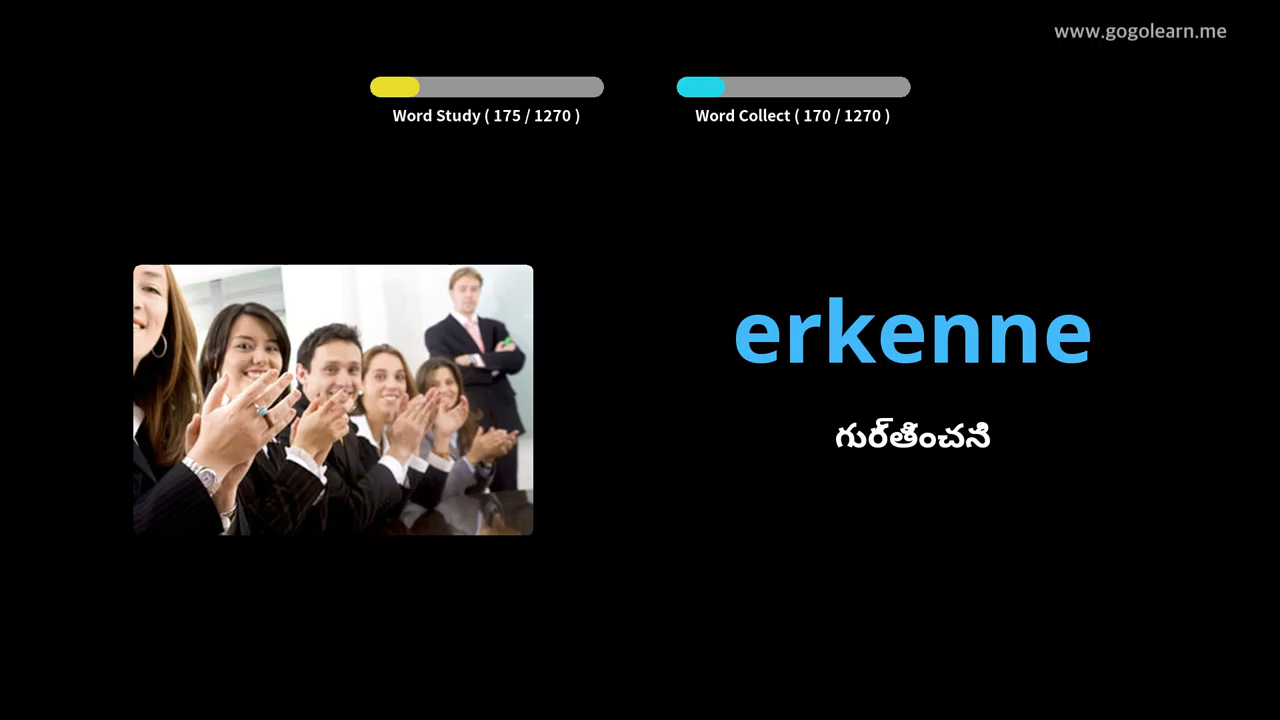 www.gogolearn.me
Word Study ( 175 / 1270 )
Word Collect ( 170 / 1270 )
erkenne
గుర్తించని